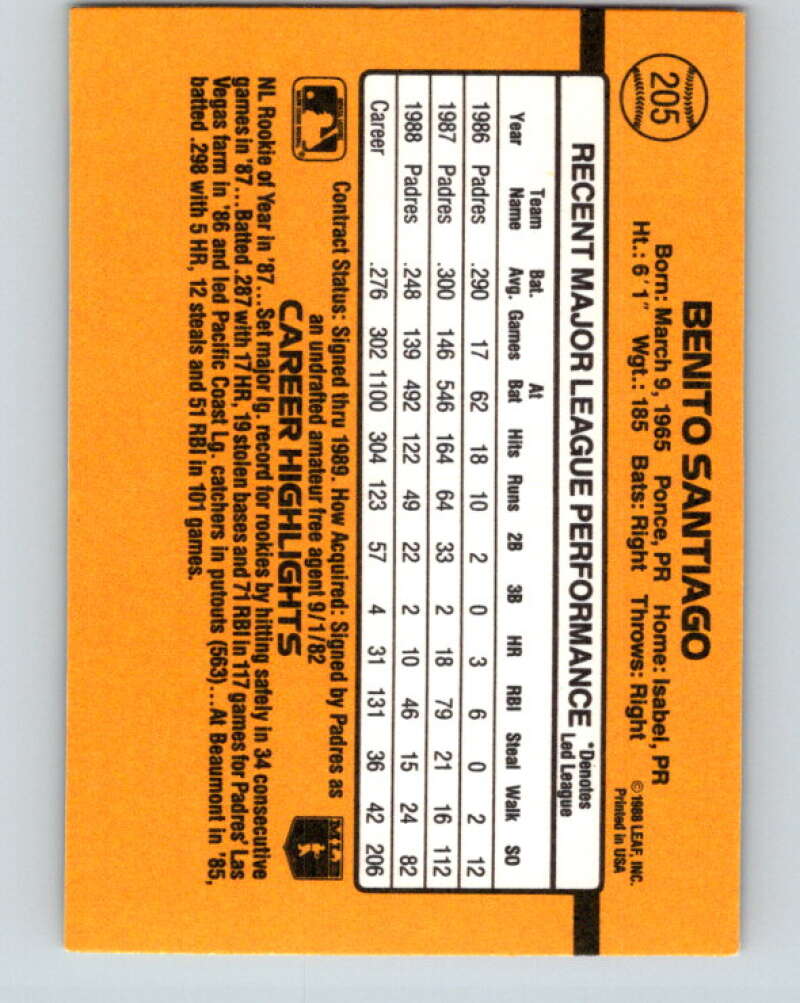 205
BENITO SANTIAGO
Born: March 9, 1965 Ponce, PR Home: Isabel, PR
Ht.: 6'1" Wgt.: 185 Bats: Right Throws: Right
© 1988 LEAF, INC.
Printed in USA
RECENT MAJOR LEAGUE PERFORMANCE *Denotes Led League
Year Team Name Bat. Avg. Games At Bat Hits Runs 2B 3B HR RBI Steal Walk SO
1986 Padres .290 17 62 18 10 2 0 3 6 0 2 12
1987 Padres .300 146 546 164 64 33 2 18 79 21 16 112
1988 Padres .248 139 492 122 49 22 2 10 46 15 24 82
Career .276 302 1100 304 123 57 4 31 131 36 42 206
Contract Status: Signed thru 1989. How Acquired: Signed by Padres as
an undrafted amateur free agent 9/1/82
MLB
CAREER HIGHLIGHTS
NL Rookie of Year in '87...Set major lg. record for rookies by hitting safely in 34 consecutive
games in '87...Batted .287 with 17 HR, 19 stolen bases and 71 RBI in 117 games for Padres' Las
Vegas farm in '86 and led Pacific Coast Lg. catchers in putouts (563)...At Beaumont in '85,
batted .298 with 5 HR, 12 steals and 51 RBI in 101 games.